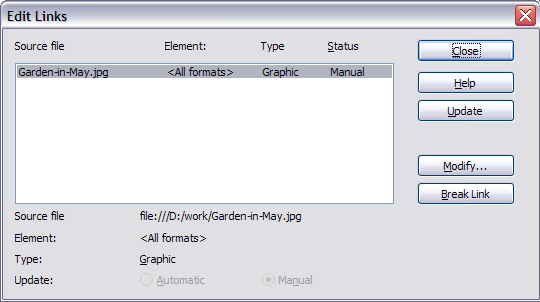 Edit Links
Source file Element: Type Status
Close
Garden-in-May.jpg <All formats> Graphic Manual
Help
Update
Modify...
Break Link
Source file file:///D:/work/Garden-in-May.jpg
Element: <All formats>
Type: Graphic
Update: Automatic Manual